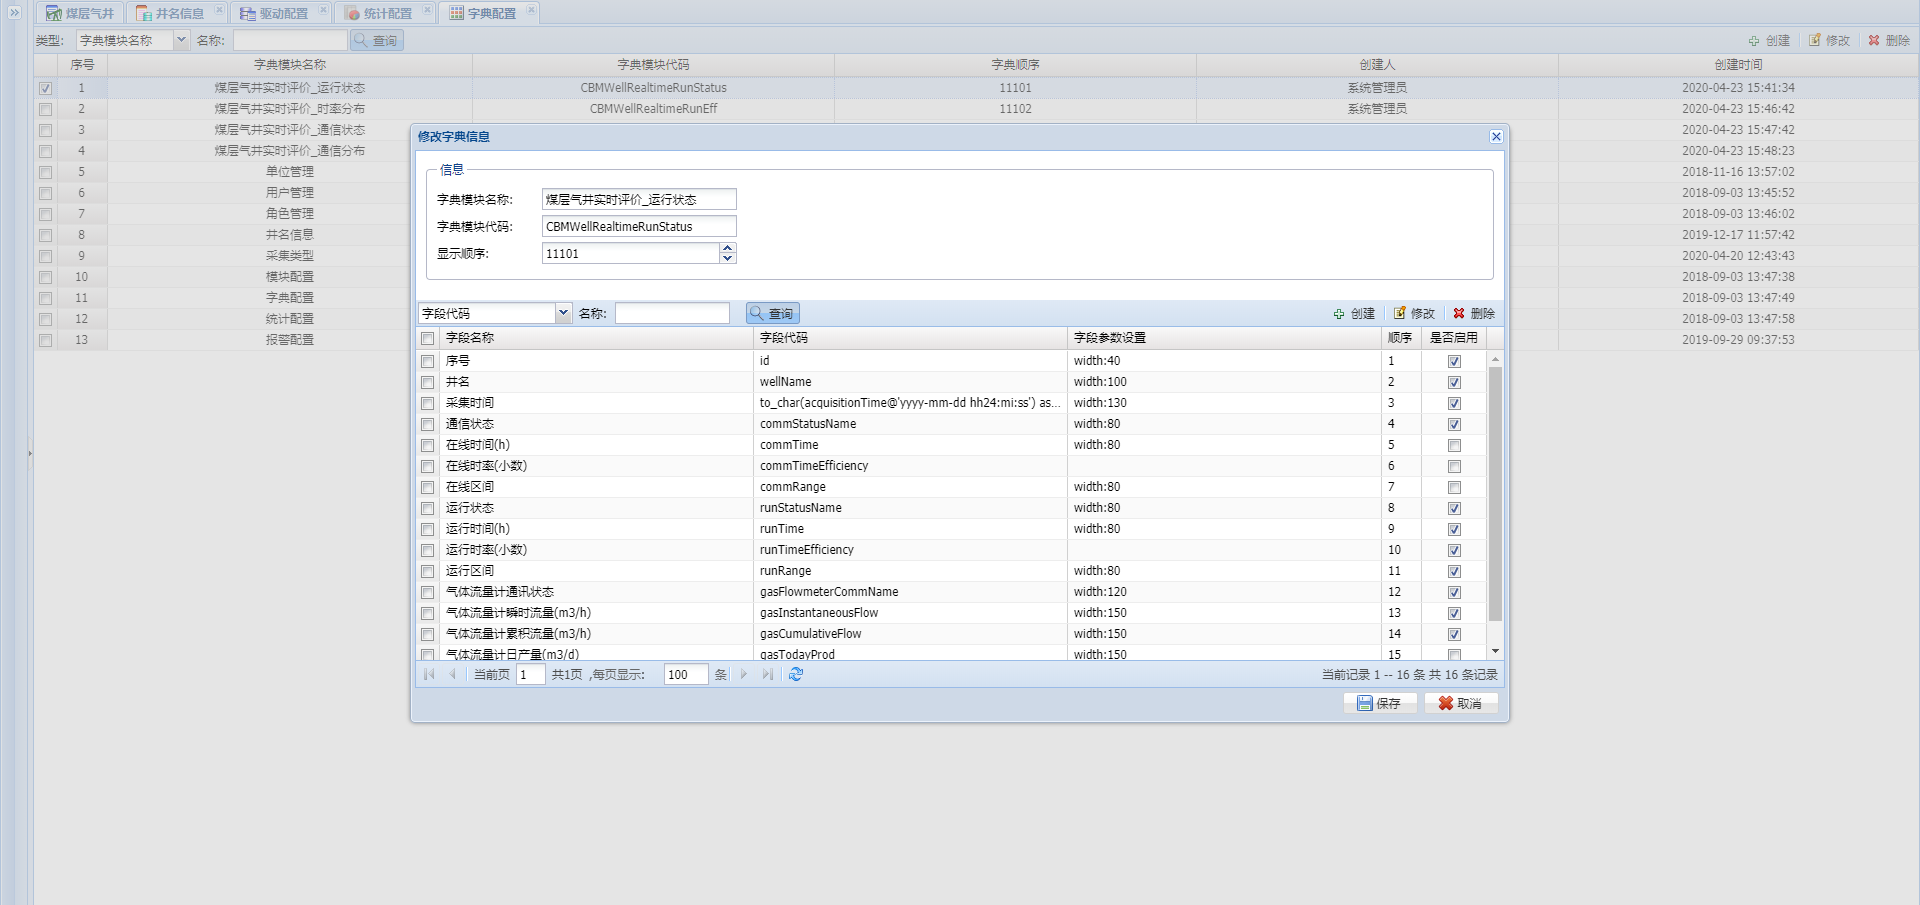 煤层气井 井名信息 驱动配置 统计配置 字典配置
类型: 字典模块名称 名称: 查询 创建 修改 删除
序号 字典模块名称 字典模块代码 字典顺序 创建人 创建时间
1 煤层气井实时评价_运行状态 CBMWellRealtimeRunStatus 11101 系统管理员 2020-04-23 15:41:34
2 煤层气井实时评价_时率分布 CBMWellRealtimeRunEff 11102 系统管理员 2020-04-23 15:46:42
3 煤层气井实时评价_通信状态 2020-04-23 15:47:42
4 煤层气井实时评价_通信分布 2020-04-23 15:48:23
5 单位管理 2018-11-16 13:57:02
6 用户管理 2018-09-03 13:45:52
7 角色管理 2018-09-03 13:46:02
8 井名信息 2019-12-17 11:57:42
9 采集类型 2020-04-20 12:43:43
10 模块配置 2018-09-03 13:47:38
11 字典配置 2018-09-03 13:47:49
12 统计配置 2018-09-03 13:47:58
13 报警配置 2019-09-29 09:37:53
修改字典信息
信息
字典模块名称: 煤层气井实时评价_运行状态
字典模块代码: CBMWellRealtimeRunStatus
显示顺序: 11101
字段代码 名称: 查询 创建 修改 删除
字段名称 字段代码 字段参数设置 顺序 是否启用
序号 id width:40 1
井名 wellName width:100 2
采集时间 to_char(acquisitionTime@'yyyy-mm-dd hh24:mi:ss') as... width:130 3
通信状态 commStatusName width:80 4
在线时间(h) commTime width:80 5
在线时率(小数) commTimeEfficiency 6
在线区间 commRange width:80 7
运行状态 runStatusName width:80 8
运行时间(h) runTime width:80 9
运行时率(小数) runTimeEfficiency 10
运行区间 runRange width:80 11
气体流量计通讯状态 gasFlowmeterCommName width:120 12
气体流量计瞬时流量(m3/h) gasInstantaneousFlow width:150 13
气体流量计累积流量(m3/h) gasCumulativeFlow width:150 14
气体流量计日产量(m3/d) gasTodayProd width:150 15
当前页 1 共1页 ,每页显示: 100 条 当前记录 1 -- 16 条 共 16 条记录
保存 取消